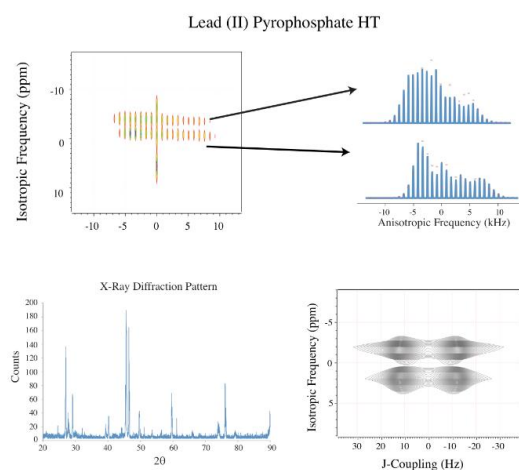 Lead (II) Pyrophosphate HT
Isotropic Frequency (ppm)
-10
0
10
-10 -5 0 5 10
-10 -5 0 5 10
Anisotropic Frequency (kHz)
X-Ray Diffraction Pattern
Counts
200
180
160
140
120
100
80
60
40
20
0
20 30 40 50 60 70 80 90
2Θ
Isotropic Frequency (ppm)
-5
0
5
30 20 10 0 -10 -20 -30
J-Coupling (Hz)